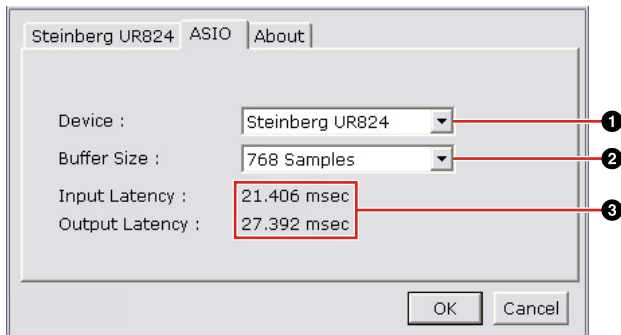 Steinberg UR824 ASIO About
Device : Steinberg UR824 1
Buffer Size : 768 Samples 2
Input Latency : 21.406 msec
Output Latency : 27.392 msec 3
OK Cancel